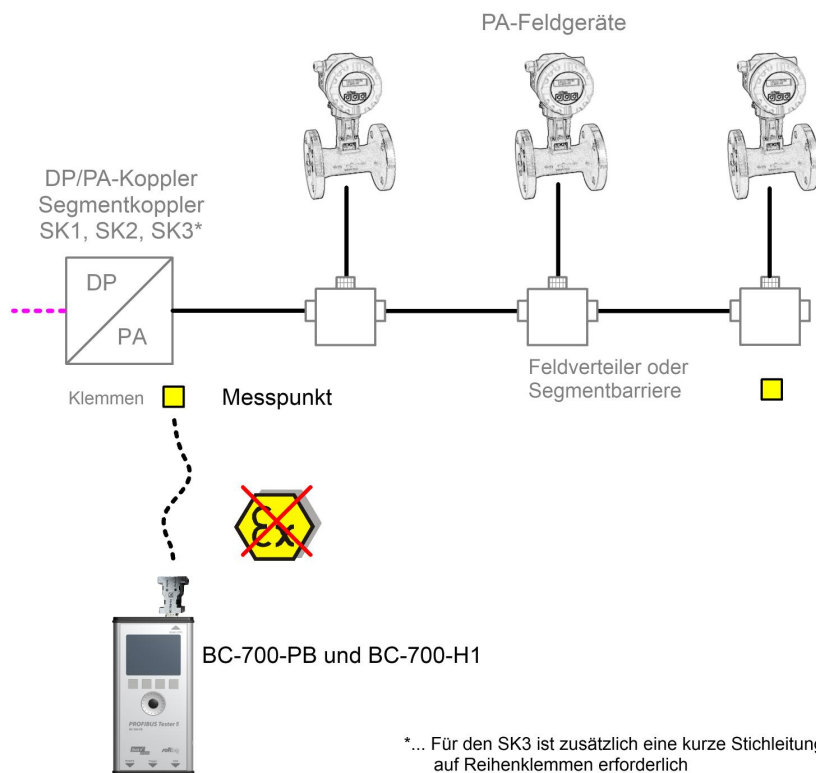 PA-Feldgeräte
DP/PA-Koppler
Segmentkoppler
SK1, SK2, SK3*
DP
PA
Feldverteiler oder
Segmentbarriere
Klemmen
Messpunkt
Ex
BC-700-PB und BC-700-H1
PROFIBUS Tester 5
*... Für den SK3 ist zusätzlich eine kurze Stichleitung
auf Reihenklemmen erforderlich